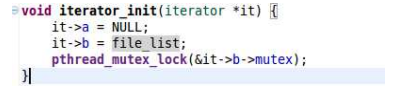 void iterator_init(iterator *it) {
it->a = NULL;
it->b = file_list;
pthread_mutex_lock(&it->b->mutex);
}